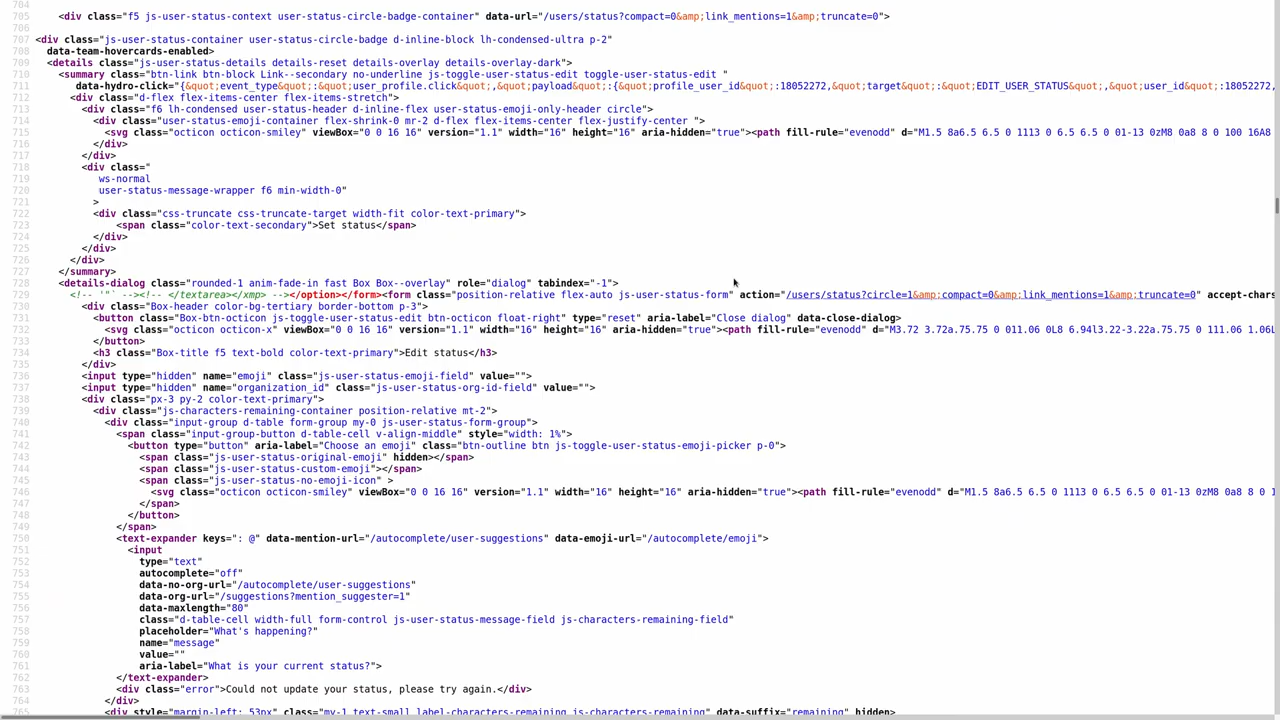 704
705 <div class="f5 js-user-status-context user-status-circle-badge-container" data-url="/users/status?compact=0&amp;link_mentions=1&amp;truncate=0">
706
707 <div class="js-user-status-container user-status-circle-badge d-inline-block lh-condensed-ultra p-2"
708 data-team-hovercards-enabled>
709 <details class="js-user-status-details details-reset details-overlay details-overlay-dark">
710 <summary class="btn-link btn-block Link--secondary no-underline js-toggle-user-status-edit toggle-user-status-edit "
711 data-hydro-click="{&quot;event_type&quot;:&quot;user_profile.click&quot;,&quot;payload&quot;:{&quot;profile_user_id&quot;:18052272,&quot;target&quot;:&quot;EDIT_USER_STATUS&quot;,&quot;user_id&quot;:18052272,
712 <div class="d-flex flex-items-center flex-items-stretch">
713 <div class="f6 lh-condensed user-status-header d-inline-flex user-status-emoji-only-header circle">
714 <div class="user-status-emoji-container flex-shrink-0 mr-2 d-flex flex-items-center flex-justify-center ">
715 <svg class="octicon octicon-smiley" viewBox="0 0 16 16" version="1.1" width="16" height="16" aria-hidden="true"><path fill-rule="evenodd" d="M1.5 8a6.5 6.5 0 1113 0 6.5 6.5 0 01-13 0zM8 0a8 8 0 100 16A8
716 </div>
717 </div>
718 <div class="
719 ws-normal
720 user-status-message-wrapper f6 min-width-0"
721 >
722 <div class="css-truncate css-truncate-target width-fit color-text-primary">
723 <span class="color-text-secondary">Set status</span>
724 </div>
725 </div>
726 </div>
727 </summary>
728 <details-dialog class="rounded-1 anim-fade-in fast Box Box--overlay" role="dialog" tabindex="-1">
729 <!-- '"` --><!-- </textarea></xmp> --></option></form><form class="position-relative flex-auto js-user-status-form" action="/users/status?circle=1&amp;compact=0&amp;link_mentions=1&amp;truncate=0" accept-chars
730 <div class="Box-header color-bg-tertiary border-bottom p-3">
731 <button class="Box-btn-octicon js-toggle-user-status-edit btn-octicon float-right" type="reset" aria-label="Close dialog" data-close-dialog>
732 <svg class="octicon octicon-x" viewBox="0 0 16 16" version="1.1" width="16" height="16" aria-hidden="true"><path fill-rule="evenodd" d="M3.72 3.72a.75.75 0 011.06 0L8 6.94l3.22-3.22a.75.75 0 111.06 1.06L
733 </button>
734 <h3 class="Box-title f5 text-bold color-text-primary">Edit status</h3>
735 </div>
736 <input type="hidden" name="emoji" class="js-user-status-emoji-field" value="">
737 <input type="hidden" name="organization_id" class="js-user-status-org-id-field" value="">
738 <div class="px-3 py-2 color-text-primary">
739 <div class="js-characters-remaining-container position-relative mt-2">
740 <div class="input-group d-table form-group my-0 js-user-status-form-group">
741 <span class="input-group-button d-table-cell v-align-middle" style="width: 1%">
742 <button type="button" aria-label="Choose an emoji" class="btn-outline btn js-toggle-user-status-emoji-picker p-0">
743 <span class="js-user-status-original-emoji" hidden></span>
744 <span class="js-user-status-custom-emoji"></span>
745 <span class="js-user-status-no-emoji-icon" >
746 <svg class="octicon octicon-smiley" viewBox="0 0 16 16" version="1.1" width="16" height="16" aria-hidden="true"><path fill-rule="evenodd" d="M1.5 8a6.5 6.5 0 1113 0 6.5 6.5 0 01-13 0zM8 0a8 8 0 1
747 </span>
748 </button>
749 </span>
750 <text-expander keys=": @" data-mention-url="/autocomplete/user-suggestions" data-emoji-url="/autocomplete/emoji">
751 <input
752 type="text"
753 autocomplete="off"
754 data-no-org-url="/autocomplete/user-suggestions"
755 data-org-url="/suggestions?mention_suggester=1"
756 data-maxlength="80"
757 class="d-table-cell width-full form-control js-user-status-message-field js-characters-remaining-field"
758 placeholder="What's happening?"
759 name="message"
760 value=""
761 aria-label="What is your current status?">
762 </text-expander>
763 <div class="error">Could not update your status, please try again.</div>
764 </div>
765 <div style="margin-left: 53px" class="my-1 text-small label-characters-remaining js-characters-remaining" data-suffix="remaining" hidden>